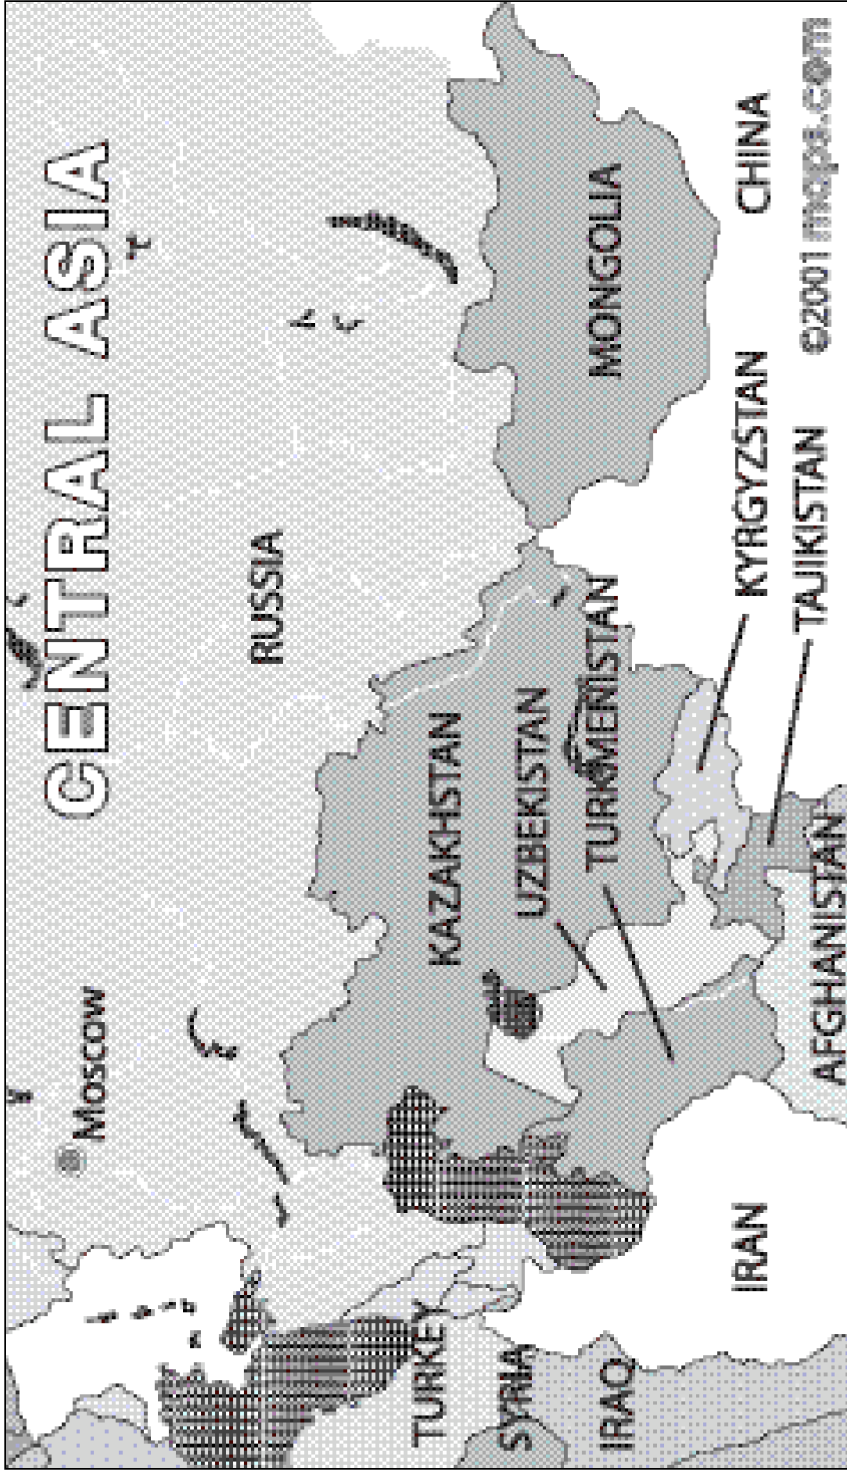 CENTRAL ASIA
Moscow
RUSSIA
KAZAKHSTAN
UZBEKISTAN
TURKMENISTAN
MONGOLIA
TURKEY
SYRIA
IRAQ
IRAN
AFGHANISTAN
KYRGYZSTAN
TAJIKISTAN
CHINA
©2001 maps.com